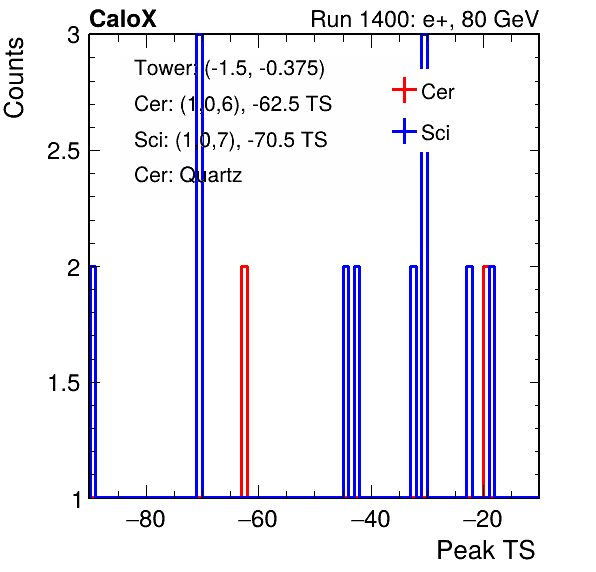 CaloX Run 1400: e+, 80 GeV
Counts
3
2.5
2
1.5
1
Tower: (-1.5, -0.375)
Cer: (1,0,6), -62.5 TS
Sci: (1,0,7), -70.5 TS
Cer: Quartz
Cer
Sci
−80 −60 −40 −20
Peak TS